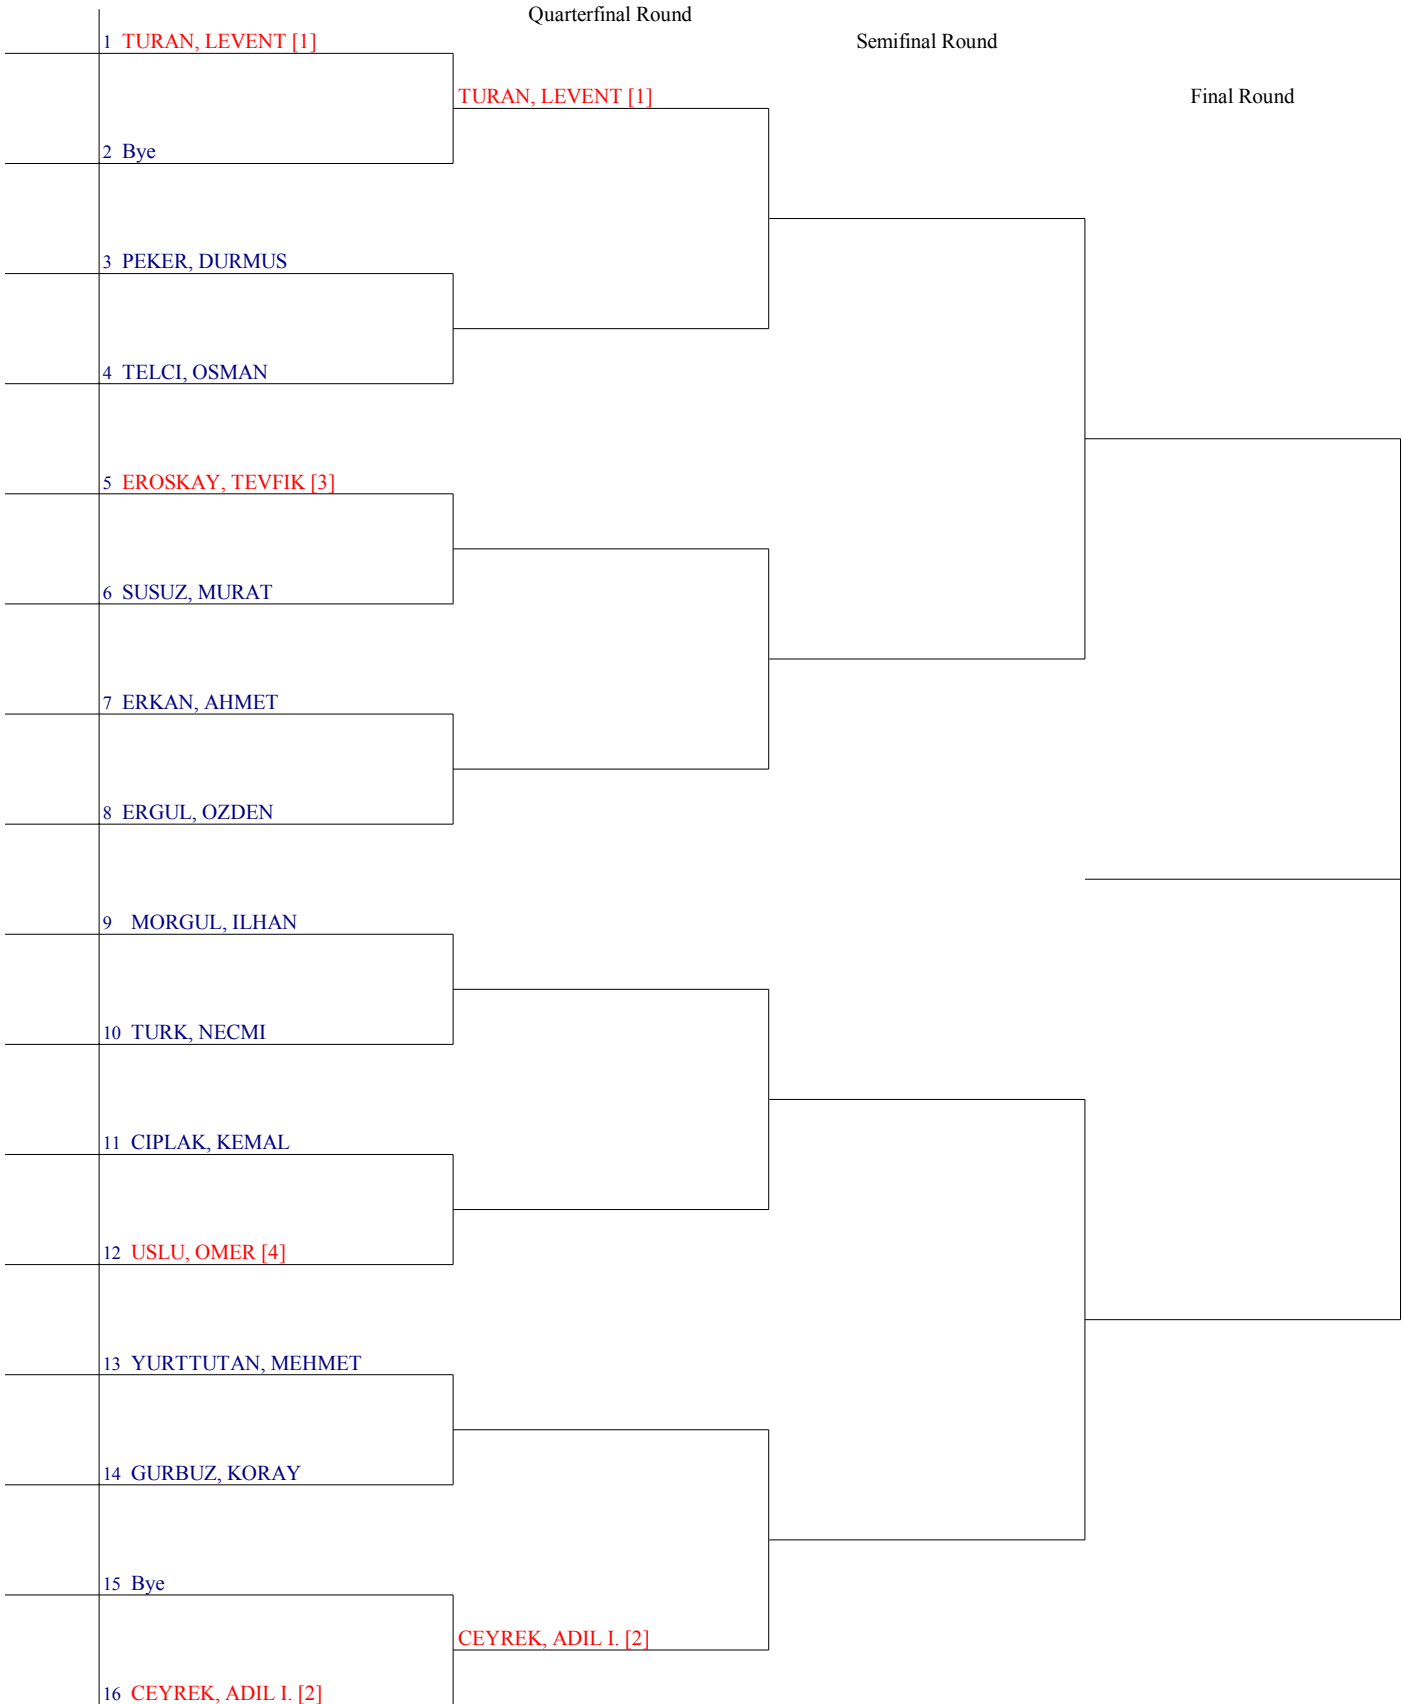 Quarterfinal Round
1 TURAN, LEVENT [1]
Semifinal Round
TURAN, LEVENT [1]
Final Round
2 Bye
3 PEKER, DURMUS
4 TELCI, OSMAN
5 EROSKAY, TEVFIK [3]
6 SUSUZ, MURAT
7 ERKAN, AHMET
8 ERGUL, OZDEN
9 MORGUL, ILHAN
10 TURK, NECMI
11 CIPLAK, KEMAL
12 USLU, OMER [4]
13 YURTTUTAN, MEHMET
14 GURBUZ, KORAY
15 Bye
CEYREK, ADIL I. [2]
16 CEYREK, ADIL I. [2]